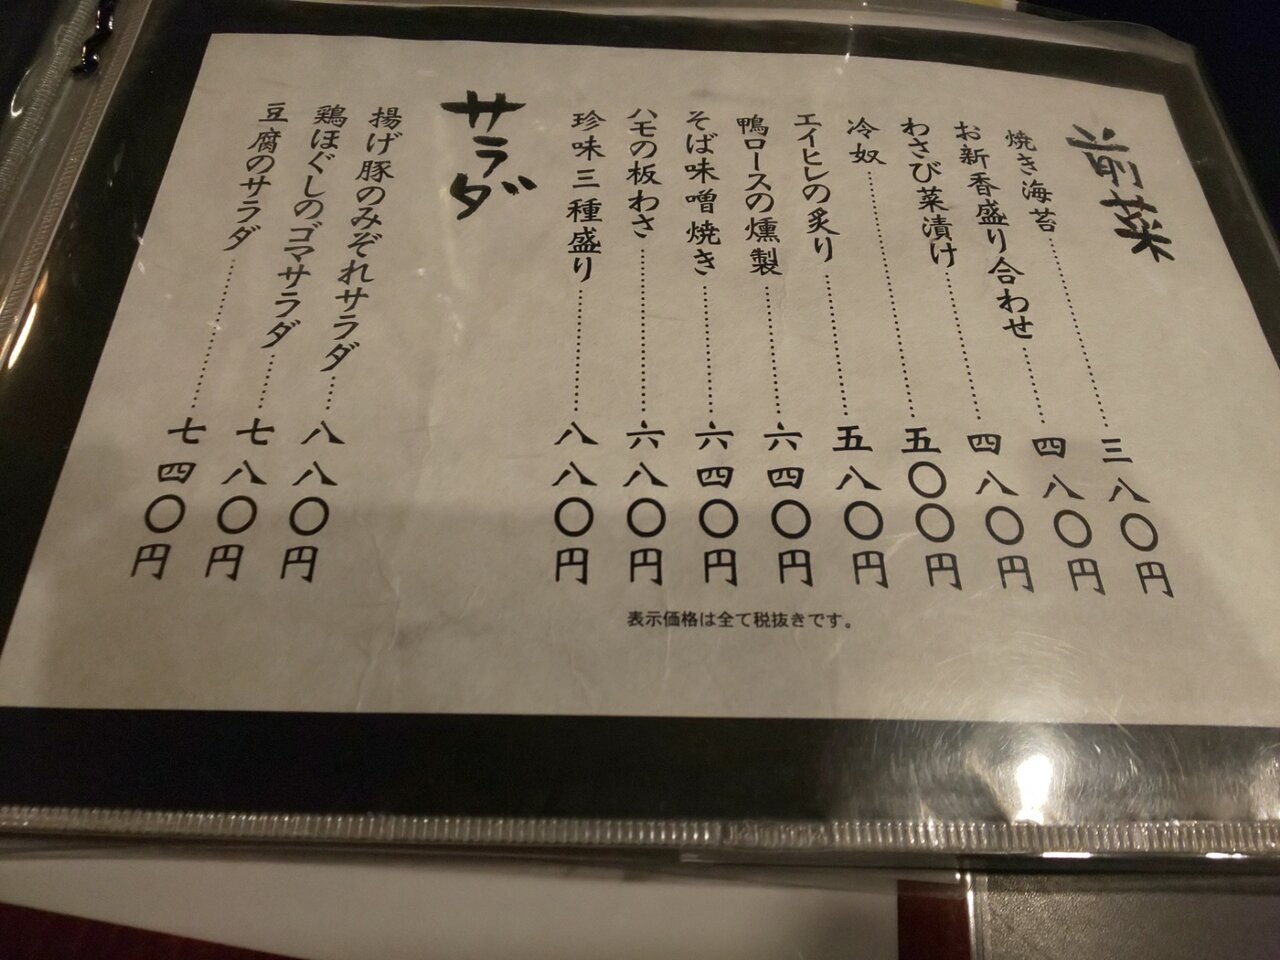 前菜
焼き海苔………三八〇円
お新香盛り合わせ………四八〇円
わさび菜漬け………四八〇円
冷奴………五〇〇円
エイヒレの炙り………五八〇円
鴨ロースの燻製………六四〇円
そば味噌焼き………六四〇円
ハモの板わさ………六八〇円
珍味三種盛り………八八〇円
サラダ
揚げ豚のみぞれサラダ………八八〇円
鶏ほぐしのゴマサラダ………七八〇円
豆腐のサラダ………七四〇円
表示価格は全て税抜きです。